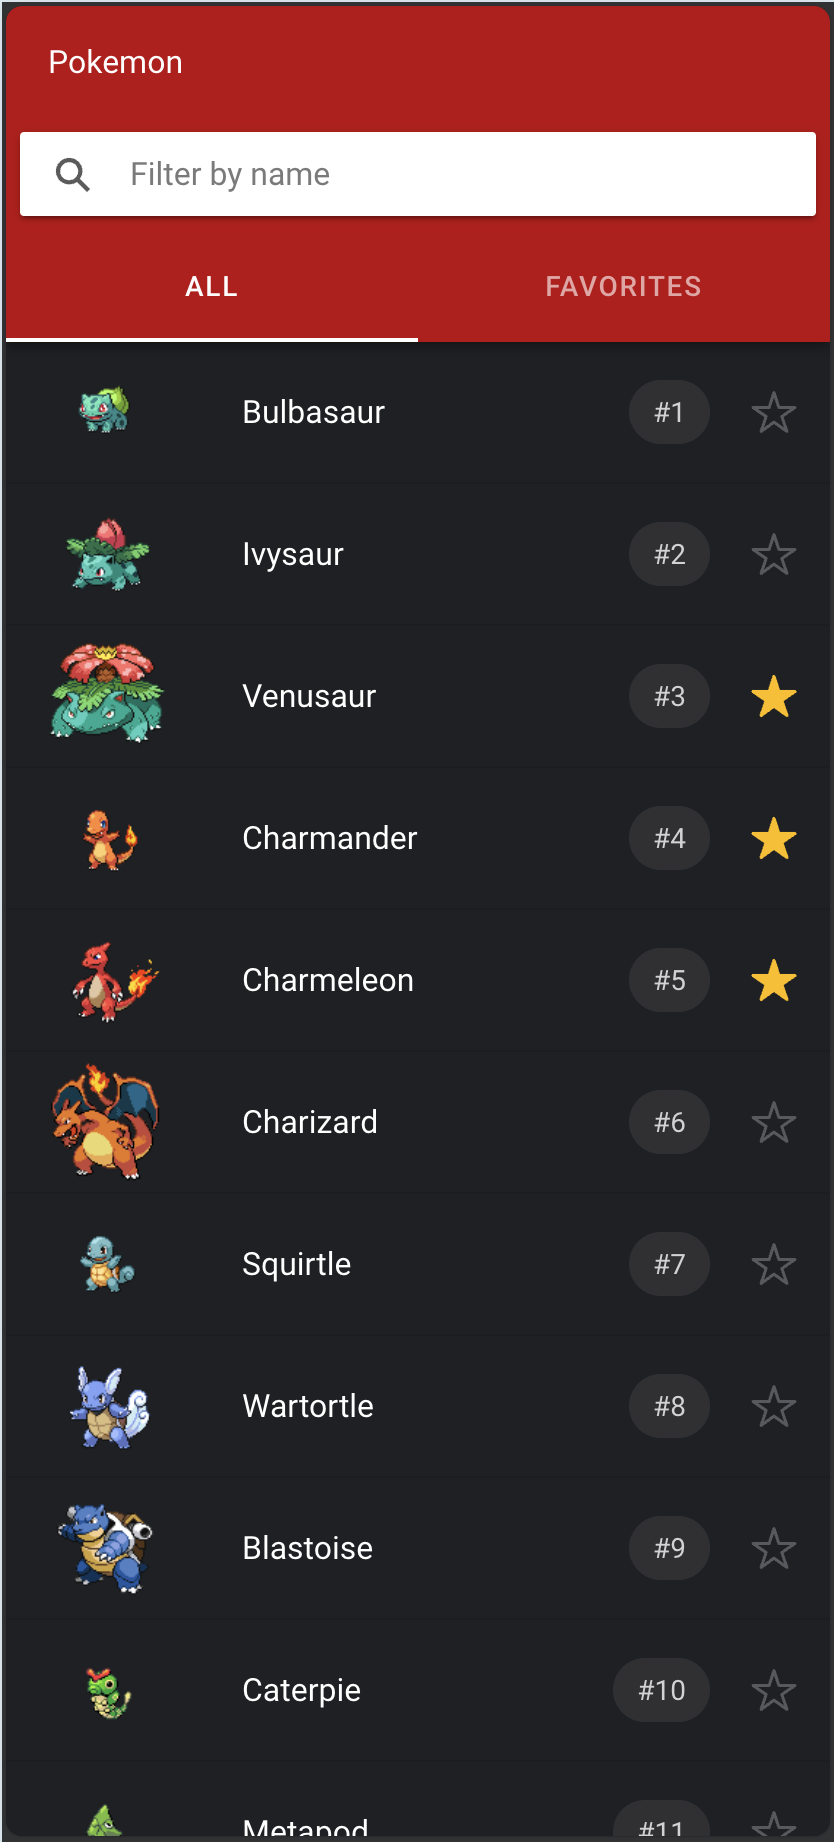 Pokemon
Filter by name
ALL FAVORITES
Bulbasaur #1
Ivysaur #2
Venusaur #3
Charmander #4
Charmeleon #5
Charizard #6
Squirtle #7
Wartortle #8
Blastoise #9
Caterpie #10
Metapod #11